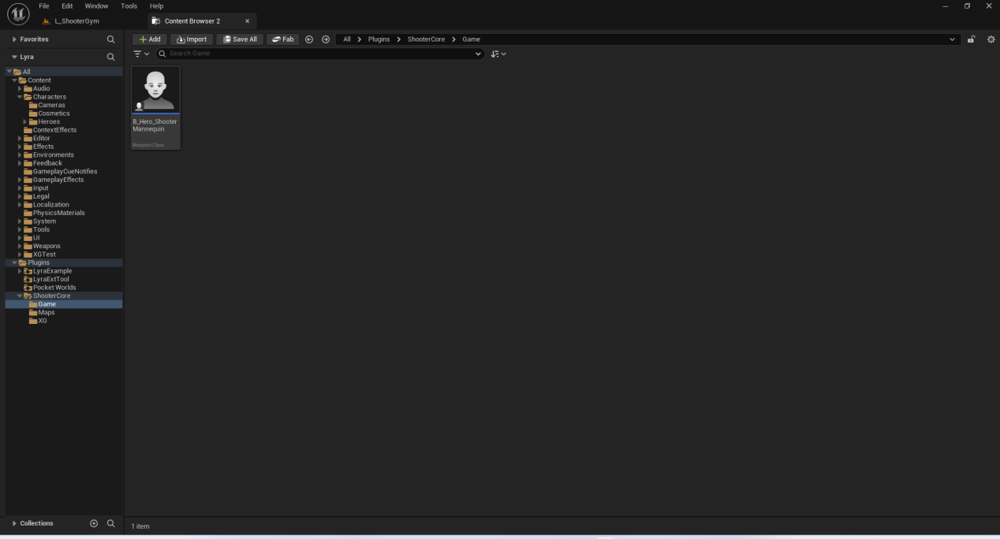 File Edit Window Tools Help
L_ShooterGym Content Browser 2
Favorites
Add Import Save All Fab All Plugins ShooterCore Game
Lyra
Search Game
All
Content
Audio
Characters
Cameras
Cosmetics
Heroes
ContextEffects
Editor
Effects
Environments
Feedback
GameplayCueNotifies
GameplayEffects
Input
Legal
Localization
PhysicsMaterials
System
Tools
UI
Weapons
XGTest
Plugins
LyraExample
LyraExtTool
Pocket Worlds
ShooterCore
Game
Maps
XG
B_Hero_Shooter
Mannequin
Blueprint Class
Collections
1 item